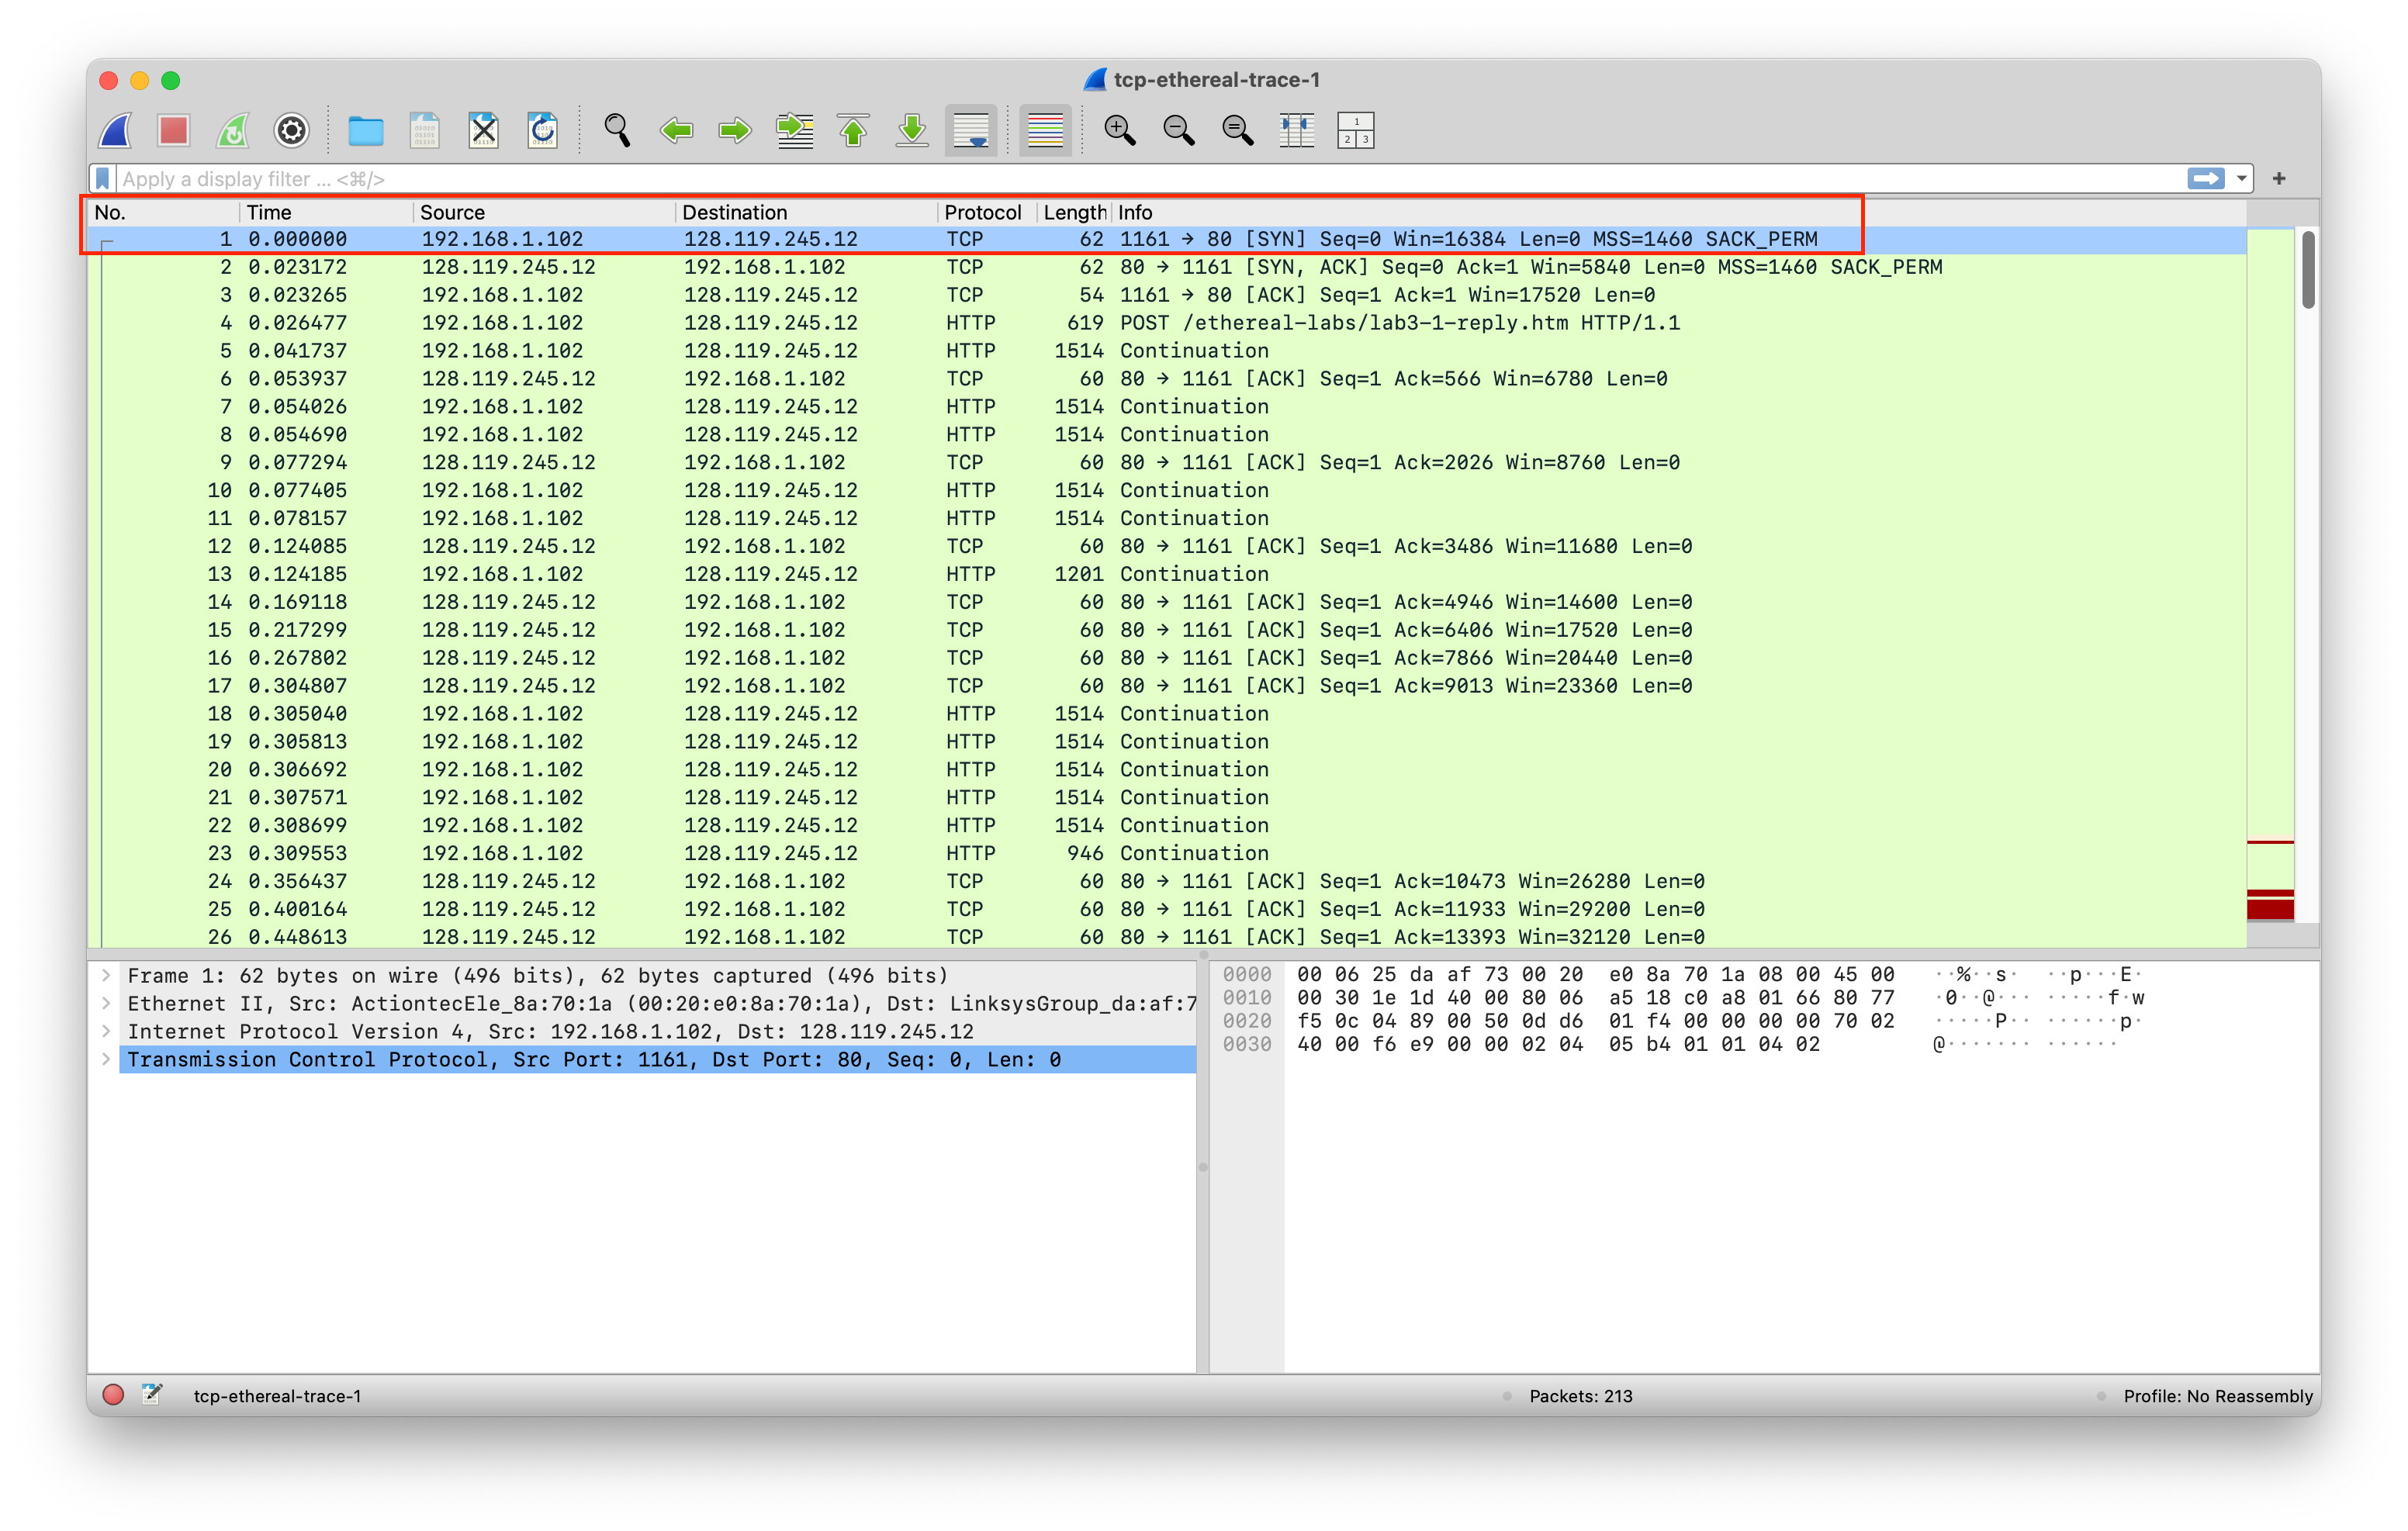 tcp-ethereal-trace-1
Apply a display filter ... <⌘/>
No. Time Source Destination Protocol Length Info
1 0.000000 192.168.1.102 128.119.245.12 TCP 62 1161 → 80 [SYN] Seq=0 Win=16384 Len=0 MSS=1460 SACK_PERM
2 0.023172 128.119.245.12 192.168.1.102 TCP 62 80 → 1161 [SYN, ACK] Seq=0 Ack=1 Win=5840 Len=0 MSS=1460 SACK_PERM
3 0.023265 192.168.1.102 128.119.245.12 TCP 54 1161 → 80 [ACK] Seq=1 Ack=1 Win=17520 Len=0
4 0.026477 192.168.1.102 128.119.245.12 HTTP 619 POST /ethereal-labs/lab3-1-reply.htm HTTP/1.1
5 0.041737 192.168.1.102 128.119.245.12 HTTP 1514 Continuation
6 0.053937 128.119.245.12 192.168.1.102 TCP 60 80 → 1161 [ACK] Seq=1 Ack=566 Win=6780 Len=0
7 0.054026 192.168.1.102 128.119.245.12 HTTP 1514 Continuation
8 0.054690 192.168.1.102 128.119.245.12 HTTP 1514 Continuation
9 0.077294 128.119.245.12 192.168.1.102 TCP 60 80 → 1161 [ACK] Seq=1 Ack=2026 Win=8760 Len=0
10 0.077405 192.168.1.102 128.119.245.12 HTTP 1514 Continuation
11 0.078157 192.168.1.102 128.119.245.12 HTTP 1514 Continuation
12 0.124085 128.119.245.12 192.168.1.102 TCP 60 80 → 1161 [ACK] Seq=1 Ack=3486 Win=11680 Len=0
13 0.124185 192.168.1.102 128.119.245.12 HTTP 1201 Continuation
14 0.169118 128.119.245.12 192.168.1.102 TCP 60 80 → 1161 [ACK] Seq=1 Ack=4946 Win=14600 Len=0
15 0.217299 128.119.245.12 192.168.1.102 TCP 60 80 → 1161 [ACK] Seq=1 Ack=6406 Win=17520 Len=0
16 0.267802 128.119.245.12 192.168.1.102 TCP 60 80 → 1161 [ACK] Seq=1 Ack=7866 Win=20440 Len=0
17 0.304807 128.119.245.12 192.168.1.102 TCP 60 80 → 1161 [ACK] Seq=1 Ack=9013 Win=23360 Len=0
18 0.305040 192.168.1.102 128.119.245.12 HTTP 1514 Continuation
19 0.305813 192.168.1.102 128.119.245.12 HTTP 1514 Continuation
20 0.306692 192.168.1.102 128.119.245.12 HTTP 1514 Continuation
21 0.307571 192.168.1.102 128.119.245.12 HTTP 1514 Continuation
22 0.308699 192.168.1.102 128.119.245.12 HTTP 1514 Continuation
23 0.309553 192.168.1.102 128.119.245.12 HTTP 946 Continuation
24 0.356437 128.119.245.12 192.168.1.102 TCP 60 80 → 1161 [ACK] Seq=1 Ack=10473 Win=26280 Len=0
25 0.400164 128.119.245.12 192.168.1.102 TCP 60 80 → 1161 [ACK] Seq=1 Ack=11933 Win=29200 Len=0
26 0.448613 128.119.245.12 192.168.1.102 TCP 60 80 → 1161 [ACK] Seq=1 Ack=13393 Win=32120 Len=0
Frame 1: 62 bytes on wire (496 bits), 62 bytes captured (496 bits)
Ethernet II, Src: ActiontecEle_8a:70:1a (00:20:e0:8a:70:1a), Dst: LinksysGroup_da:af:7
Internet Protocol Version 4, Src: 192.168.1.102, Dst: 128.119.245.12
Transmission Control Protocol, Src Port: 1161, Dst Port: 80, Seq: 0, Len: 0
0000 00 06 25 da af 73 00 20 e0 8a 70 1a 08 00 45 00 ··%··s· ··p···E·
0010 00 30 1e 1d 40 00 80 06 a5 18 c0 a8 01 66 80 77 ·0··@··· ·····f·w
0020 f5 0c 04 89 00 50 0d d6 01 f4 00 00 00 00 70 02 ·····P·· ······p·
0030 40 00 f6 e9 00 00 02 04 05 b4 01 01 04 02 @······· ······
tcp-ethereal-trace-1
Packets: 213
Profile: No Reassembly